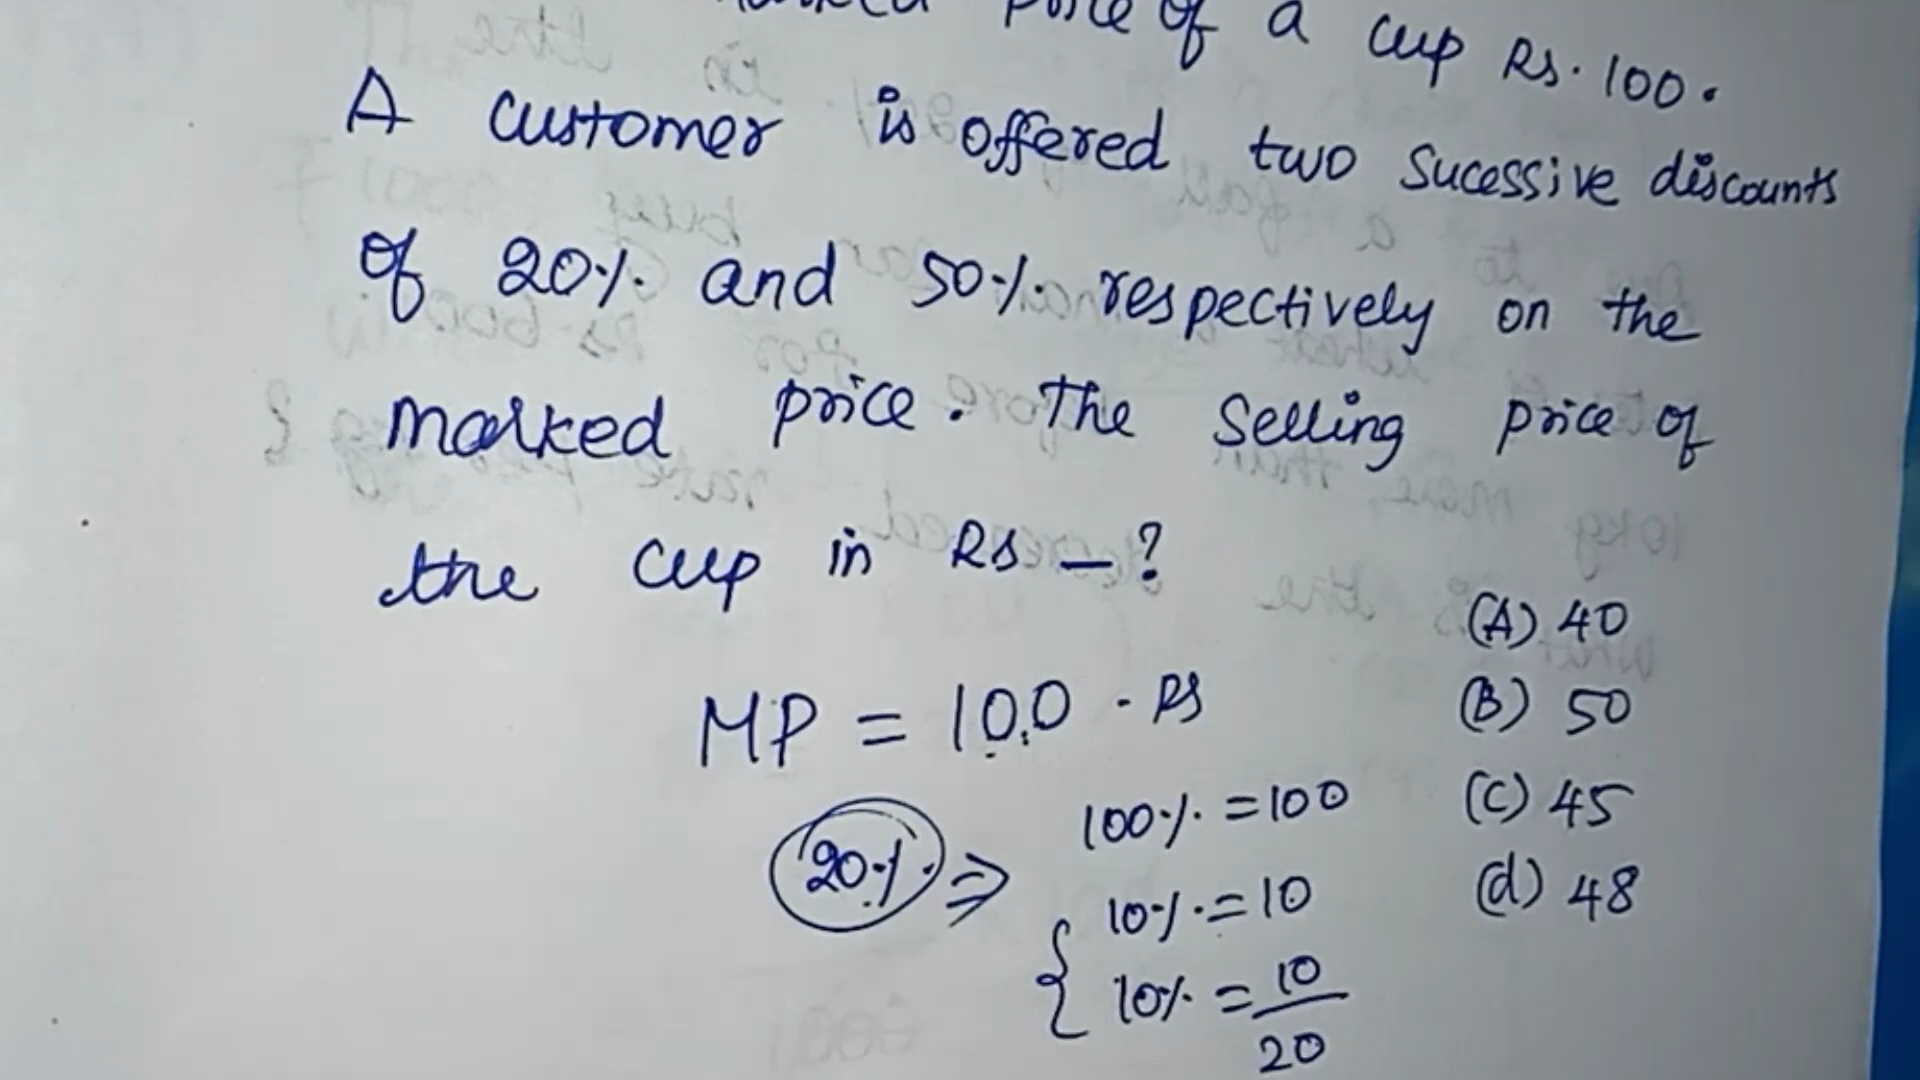 price of a cup Rs. 100.
A customer is offered two Sucessive discounts
of 20%. and 50%. respectively on the
marked price. The Selling price of
the cup in Rs _ ?
(A) 40
MP = 100 . Rs
(B) 50
100%. = 100
(C) 45
20%. ⇒
10%. = 10
(d) 48
10%. = 10
20